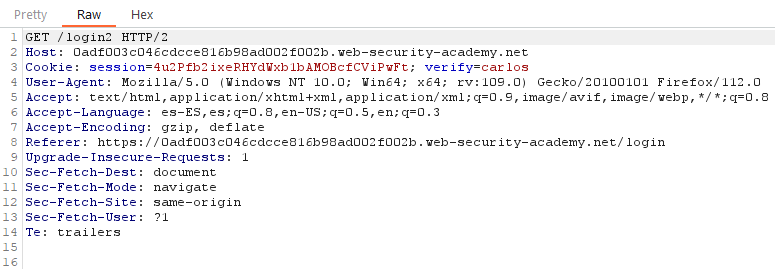 Pretty Raw Hex
1 GET /login2 HTTP/2
2 Host: 0adf003c046cdcce816b98ad002f002b.web-security-academy.net
3 Cookie: session=4u2Pfb2ixeRHYdWxb1bAMOBcfCViPwFt; verify=carlos
4 User-Agent: Mozilla/5.0 (Windows NT 10.0; Win64; x64; rv:109.0) Gecko/20100101 Firefox/112.0
5 Accept: text/html,application/xhtml+xml,application/xml;q=0.9,image/avif,image/webp,*/*;q=0.8
6 Accept-Language: es-ES,es;q=0.8,en-US;q=0.5,en;q=0.3
7 Accept-Encoding: gzip, deflate
8 Referer: https://0adf003c046cdcce816b98ad002f002b.web-security-academy.net/login
9 Upgrade-Insecure-Requests: 1
10 Sec-Fetch-Dest: document
11 Sec-Fetch-Mode: navigate
12 Sec-Fetch-Site: same-origin
13 Sec-Fetch-User: ?1
14 Te: trailers
15
16